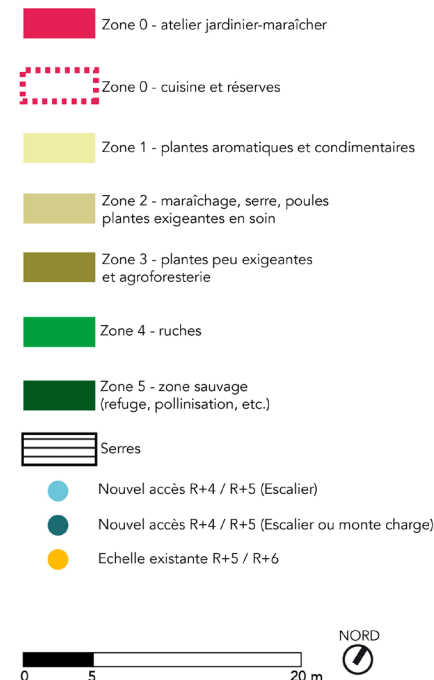 Zone 0 - atelier jardinier-maraîcher
Zone 0 - cuisine et réserves
Zone 1 - plantes aromatiques et condimentaires
Zone 2 - maraîchage, serre, poules
plantes exigeantes en soin
Zone 3 - plantes peu exigeantes
et agroforesterie
Zone 4 - ruches
Zone 5 - zone sauvage
(refuge, pollinisation, etc.)
Serres
Nouvel accès R+4 / R+5 (Escalier)
Nouvel accès R+4 / R+5 (Escalier ou monte charge)
Echelle existante R+5 / R+6
NORD
0 5 20 m